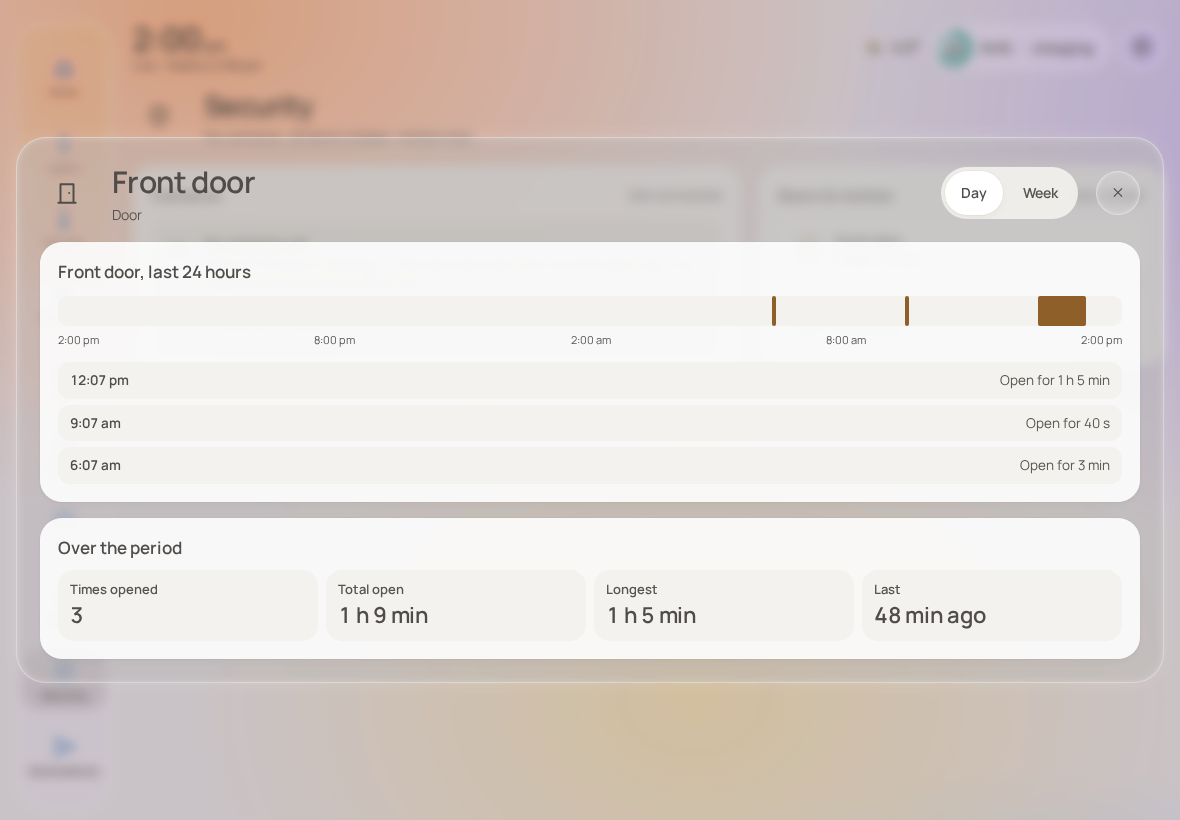 2:00
Security
Front door
Door
Day
Week
Front door, last 24 hours
2:00 pm
8:00 pm
2:00 am
8:00 am
2:00 pm
12:07 pm
Open for 1 h 5 min
9:07 am
Open for 40 s
6:07 am
Open for 3 min
Over the period
Times opened
3
Total open
1 h 9 min
Longest
1 h 5 min
Last
48 min ago